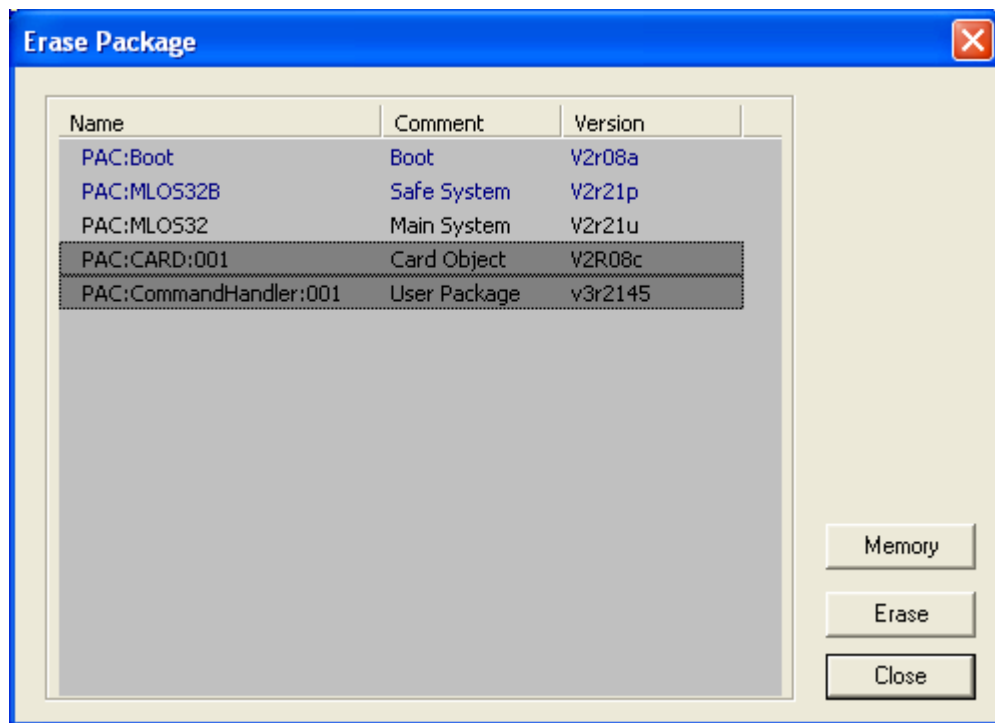 Erase Package
Name Comment Version
PAC:Boot Boot V2r08a
PAC:MLOS32B Safe System V2r21p
PAC:MLOS32 Main System V2r21u
PAC:CARD:001 Card Object V2R08c
PAC:CommandHandler:001 User Package v3r2145
Memory
Erase
Close